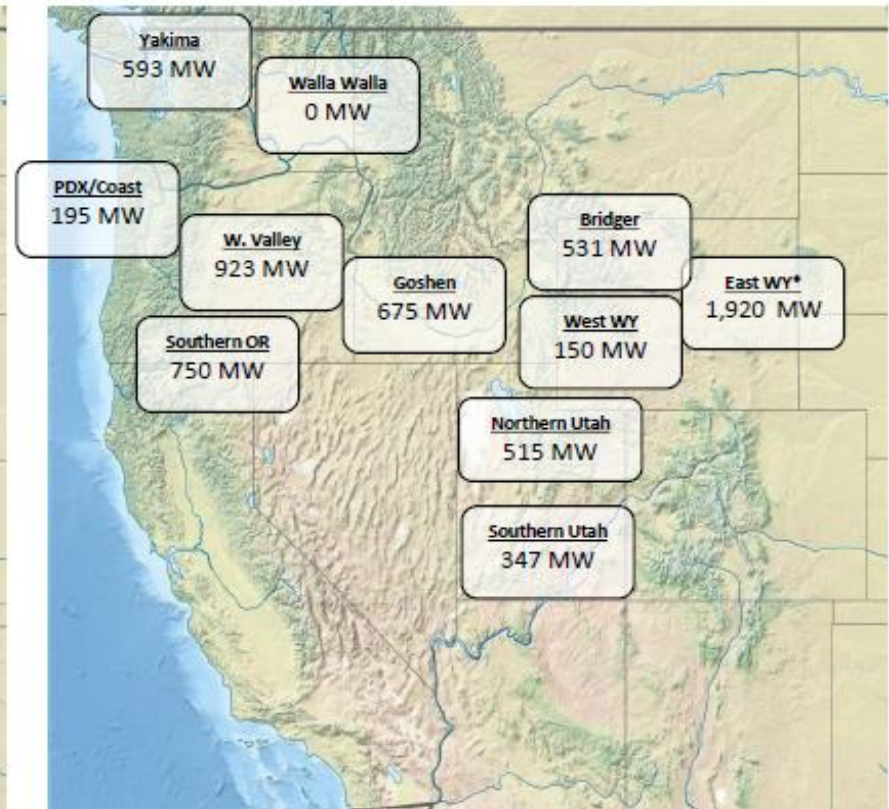 Yakima
593 MW
Walla Walla
0 MW
PDX/Coast
195 MW
W. Valley
923 MW
Goshen
675 MW
Bridger
531 MW
East WY*
1,920 MW
Southern OR
750 MW
West WY
150 MW
Northern Utah
515 MW
Southern Utah
347 MW